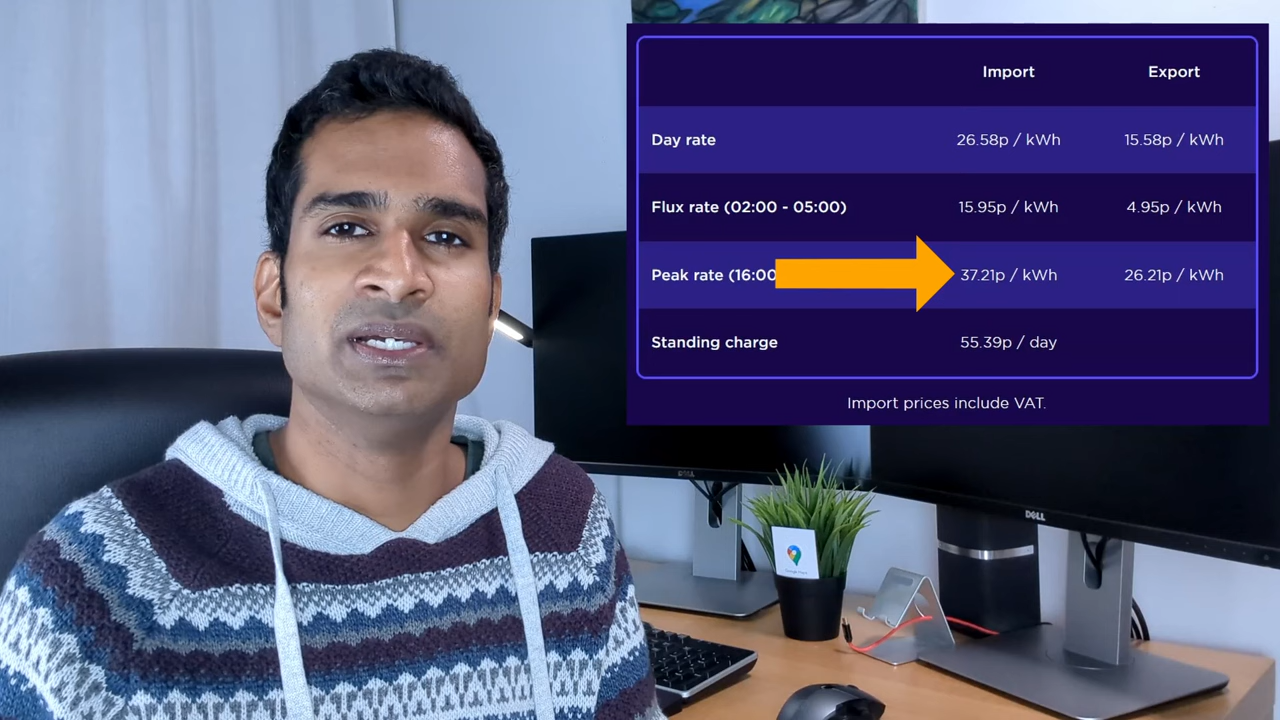 Import Export
Day rate 26.58p / kWh 15.58p / kWh
Flux rate (02:00 - 05:00) 15.95p / kWh 4.95p / kWh
Peak rate (16:00 37.21p / kWh 26.21p / kWh
Standing charge 55.39p / day
Import prices include VAT.
DELL
DELL
Google Maps